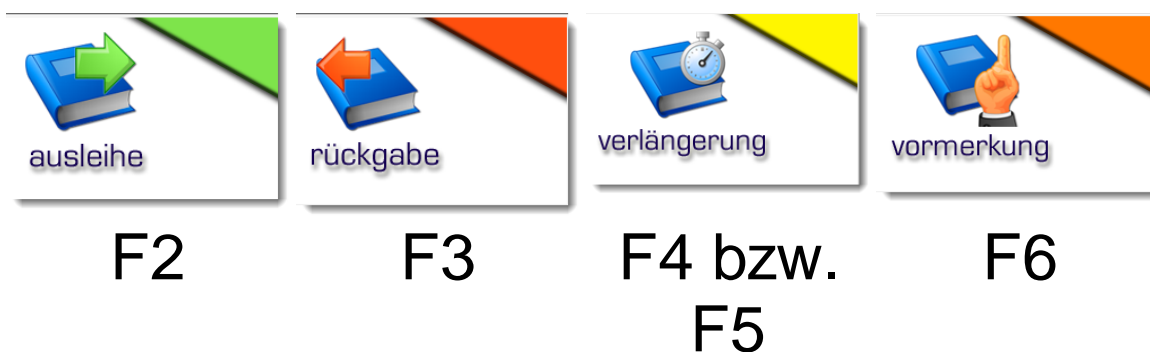 ausleihe
rückgabe
verlängerung
vormerkung
F2
F3
F4 bzw.
F5
F6